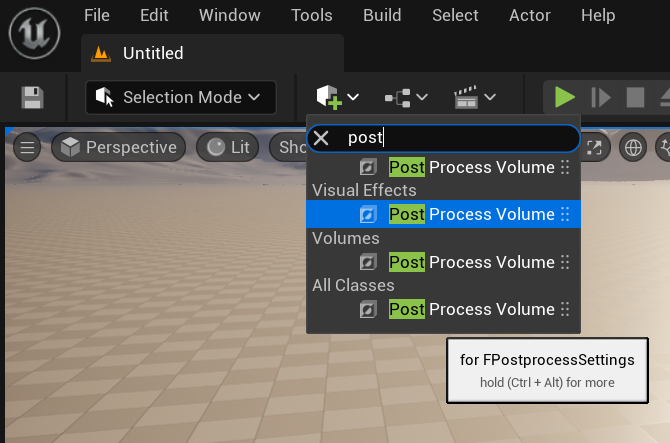 File Edit Window Tools Build Select Actor Help
Untitled
Selection Mode
post
Perspective Lit Sho
Post Process Volume
Visual Effects
Post Process Volume
Volumes
Post Process Volume
All Classes
Post Process Volume
for FPostprocessSettings
hold (Ctrl + Alt) for more